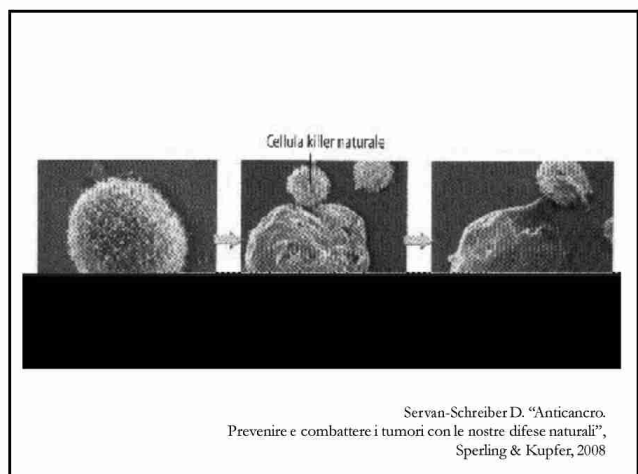 Cellula killer naturale
Servan-Schreiber D. “Anticancro.
Prevenire e combattere i tumori con le nostre difese naturali”,
Sperling & Kupfer, 2008